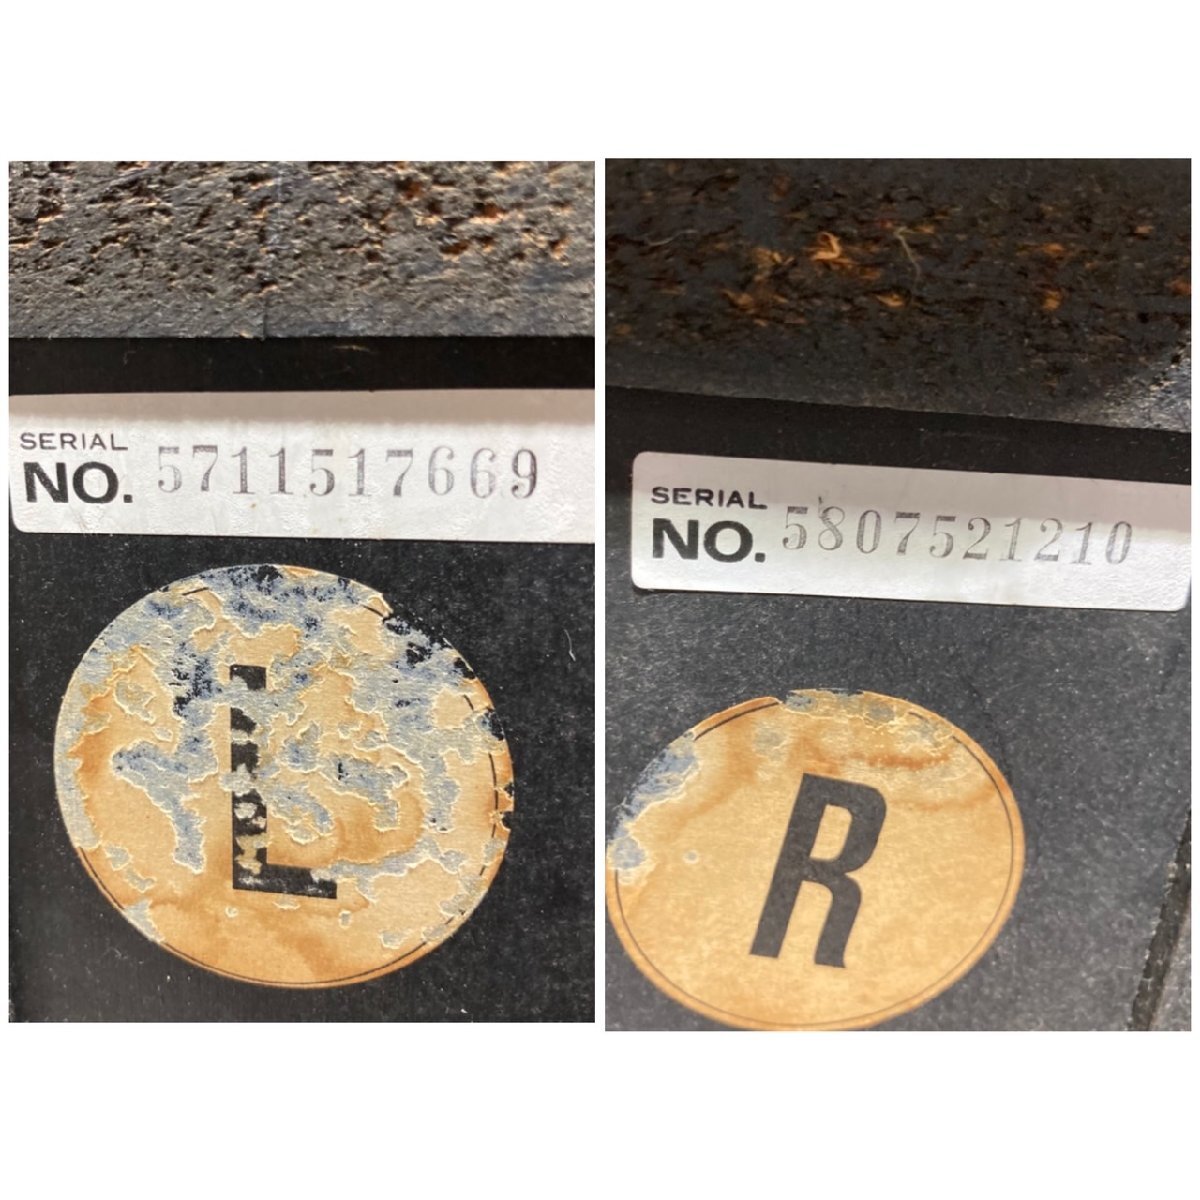 SERIAL
NO. 5711517669
L
SERIAL
NO. 5807521210
R